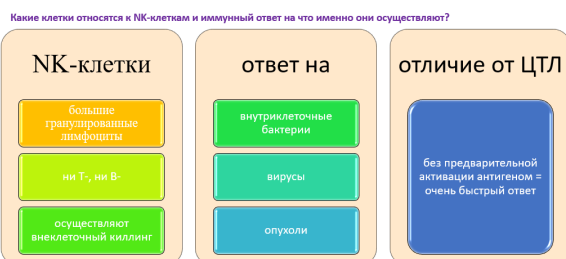 Какие клетки относятся к NK-клеткам и иммунный ответ на что именно они осуществляют?
NK-клетки
большие
гранулированные
лимфоциты
ни Т-, ни В-
осуществляют
внеклеточный киллинг
ответ на
внутриклеточные
бактерии
вирусы
опухоли
отличие от ЦТЛ
без предварительной
активации антигеном =
очень быстрый ответ